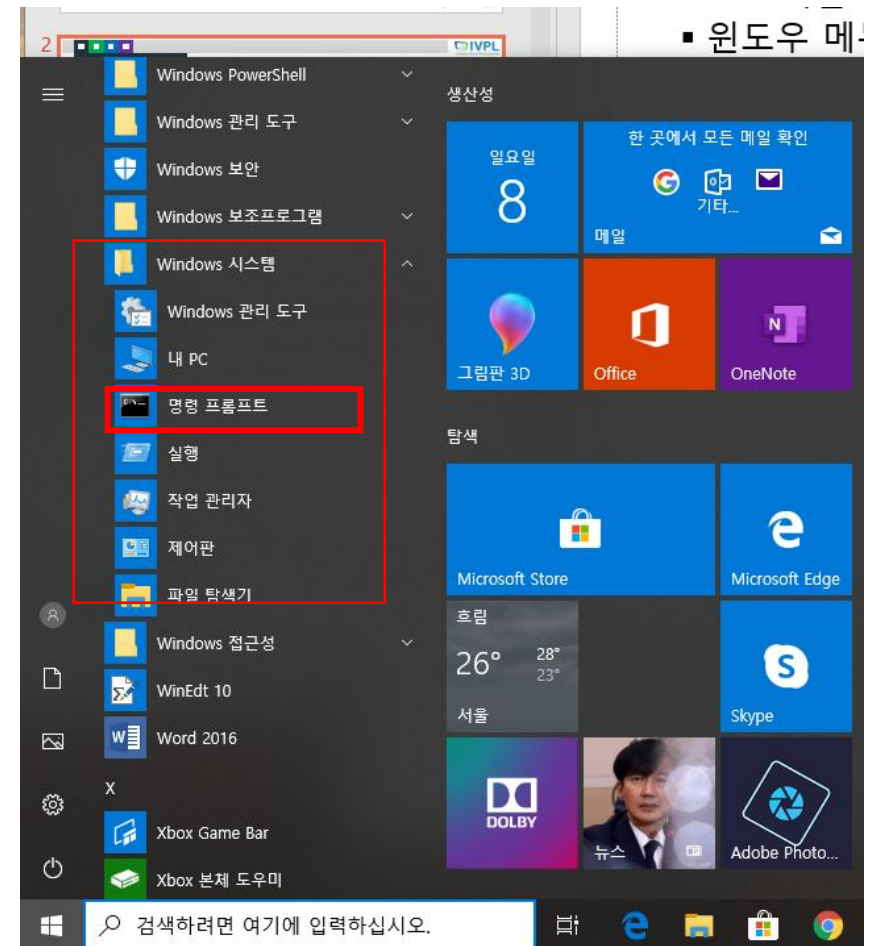 2
IVPL
▪ 윈도우 메
Windows PowerShell
Windows 관리 도구
Windows 보안
Windows 보조프로그램
Windows 시스템
Windows 관리 도구
내 PC
명령 프롬프트
실행
작업 관리자
제어판
파일 탐색기
Windows 접근성
WinEdt 10
Word 2016
X
Xbox Game Bar
Xbox 본체 도우미
생산성
일요일
8
한 곳에서 모든 메일 확인
기타...
메일
그림판 3D
Office
N
OneNote
탐색
Microsoft Store
Microsoft Edge
흐림
26° 28°
23°
서울
Skype
DOLBY
뉴스
Adobe Photo...
검색하려면 여기에 입력하십시오.